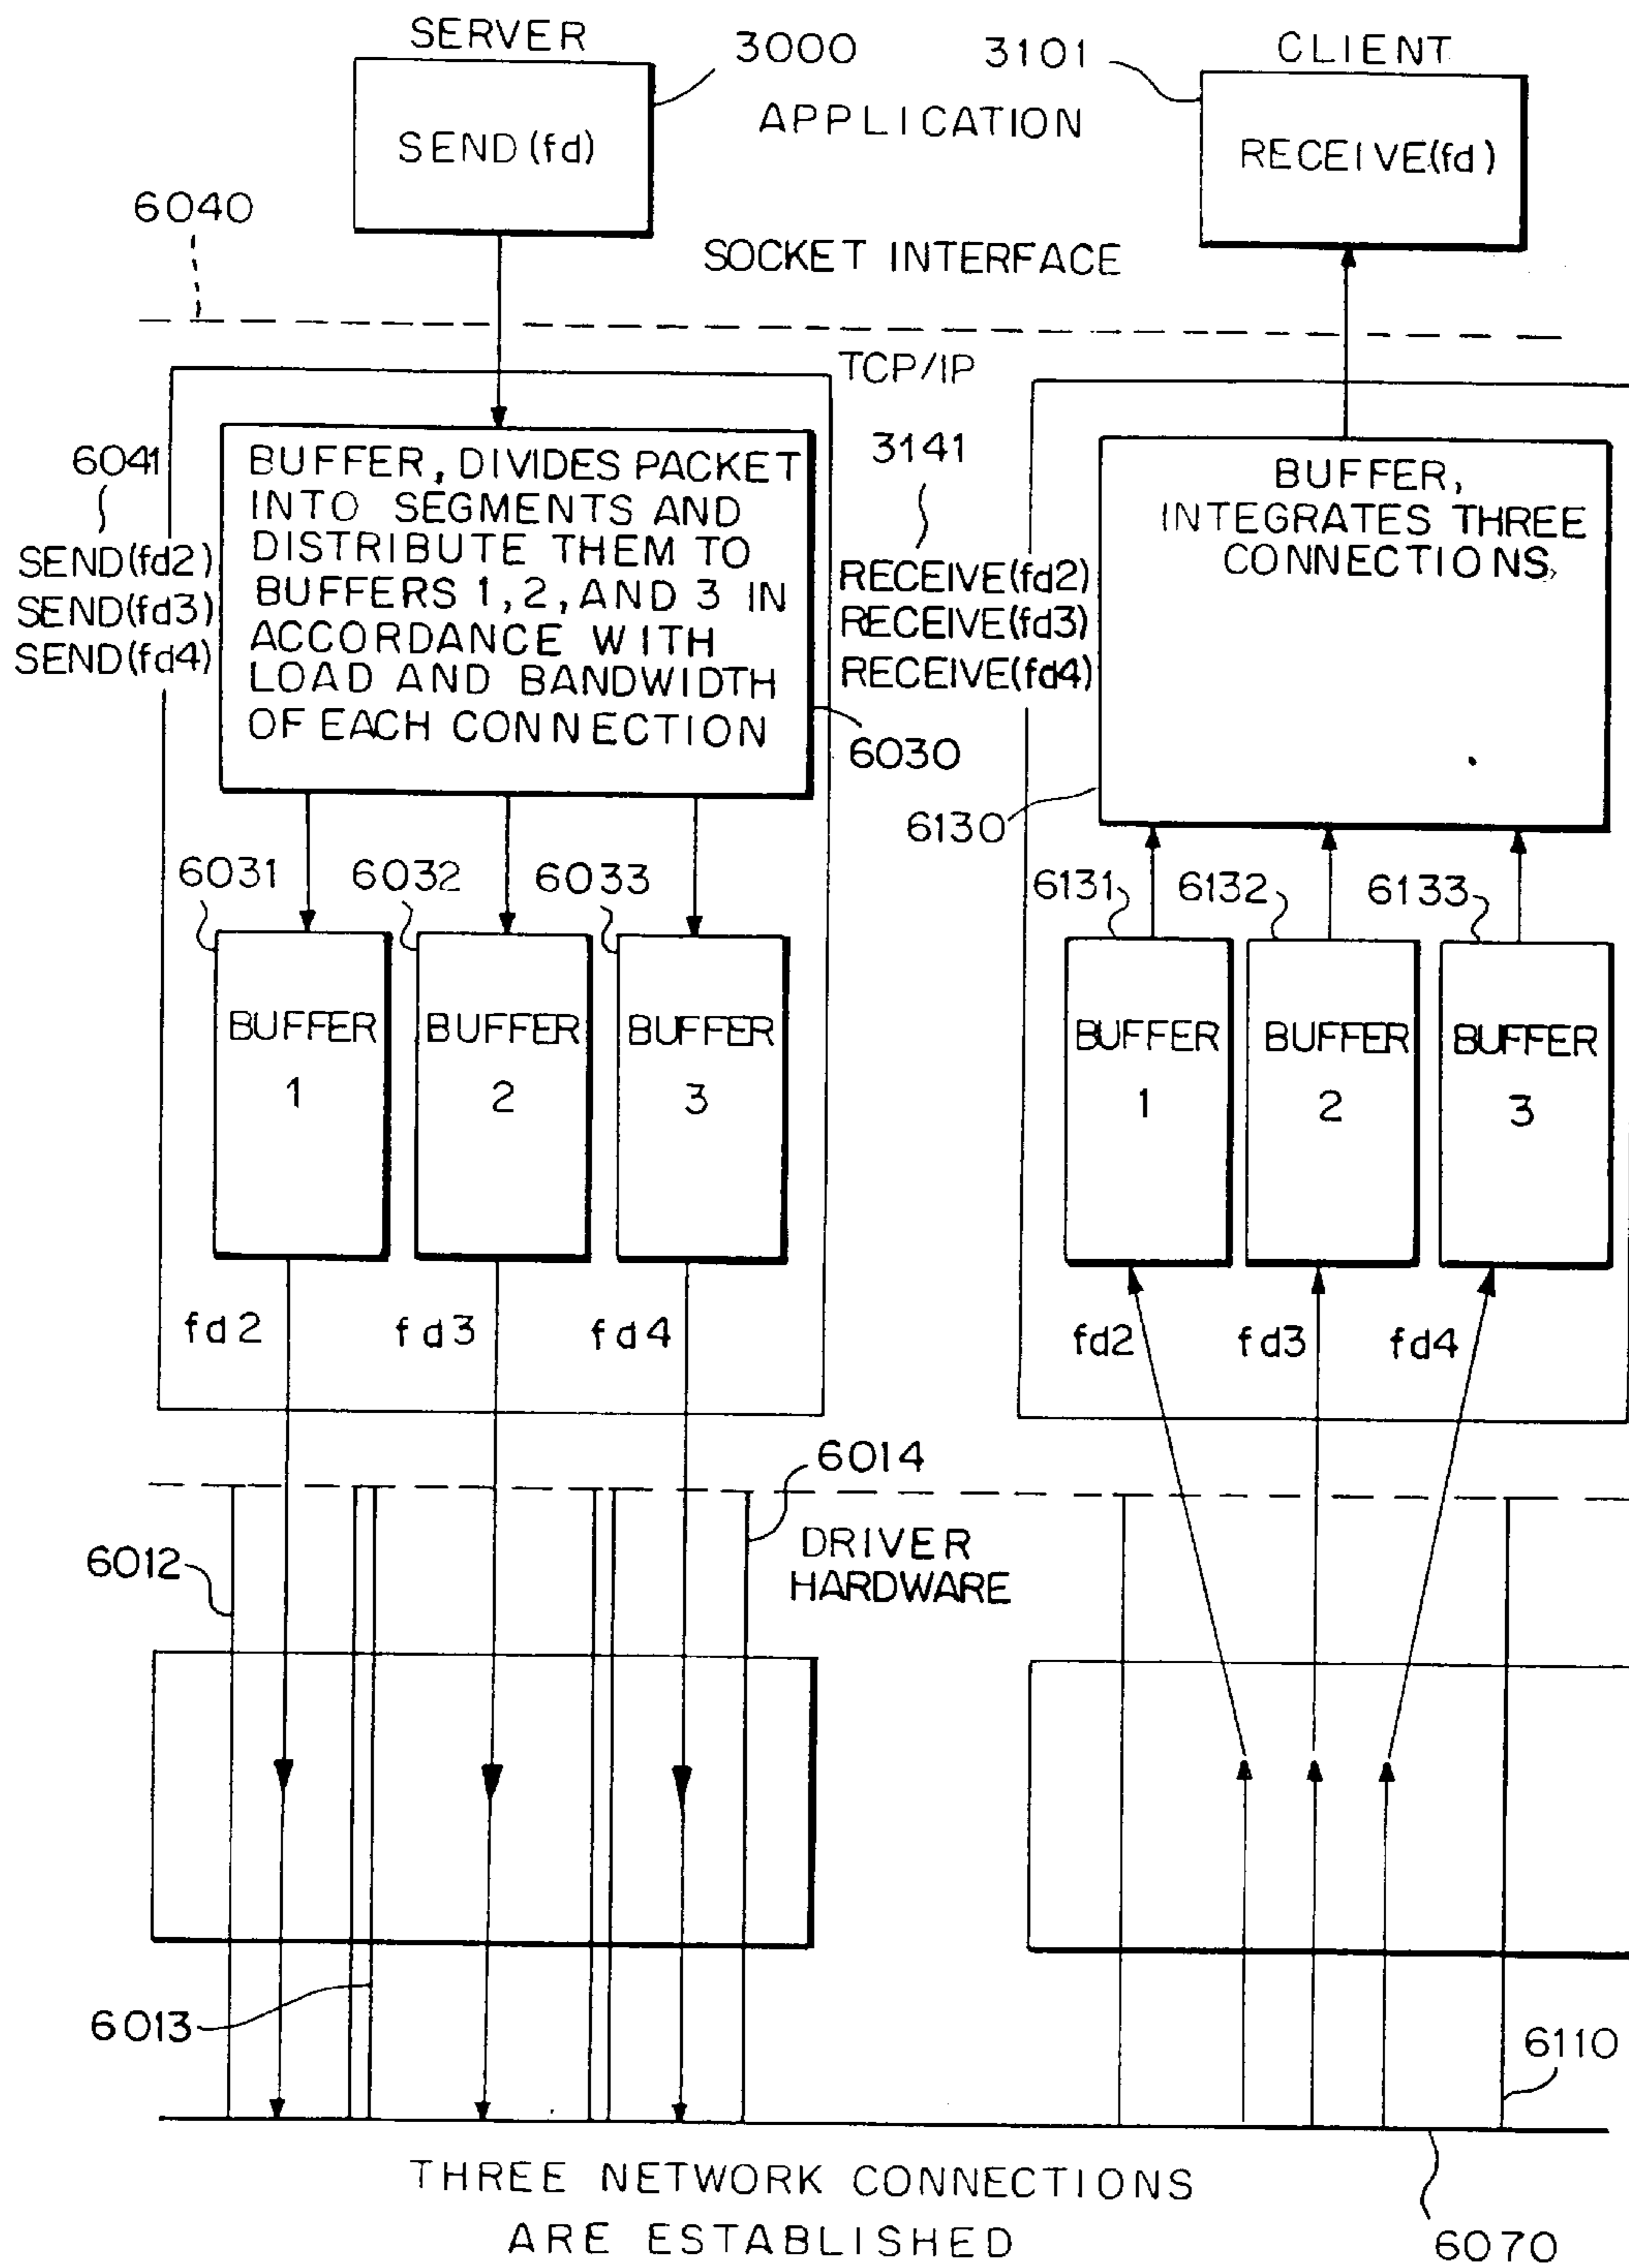 SERVER
3000
3101
CLIENT
APPLICATION
SEND(fd)
RECEIVE(fd)
6040
SOCKET INTERFACE
TCP/IP
6041
SEND(fd2)
SEND(fd3)
SEND(fd4)
BUFFER, DIVIDES PACKET
INTO SEGMENTS AND
DISTRIBUTE THEM TO
BUFFERS 1, 2, AND 3 IN
ACCORDANCE WITH
LOAD AND BANDWIDTH
OF EACH CONNECTION
6030
3141
RECEIVE(fd2)
RECEIVE(fd3)
RECEIVE(fd4)
BUFFER,
INTEGRATES THREE
CONNECTIONS,
6130
6031
6032
6033
6131
6132
6133
BUFFER
1
BUFFER
2
BUFFER
3
BUFFER
1
BUFFER
2
BUFFER
3
fd2
fd3
fd4
fd2
fd3
fd4
6014
DRIVER
HARDWARE
6012
6013
6110
THREE NETWORK CONNECTIONS
ARE ESTABLISHED
6070